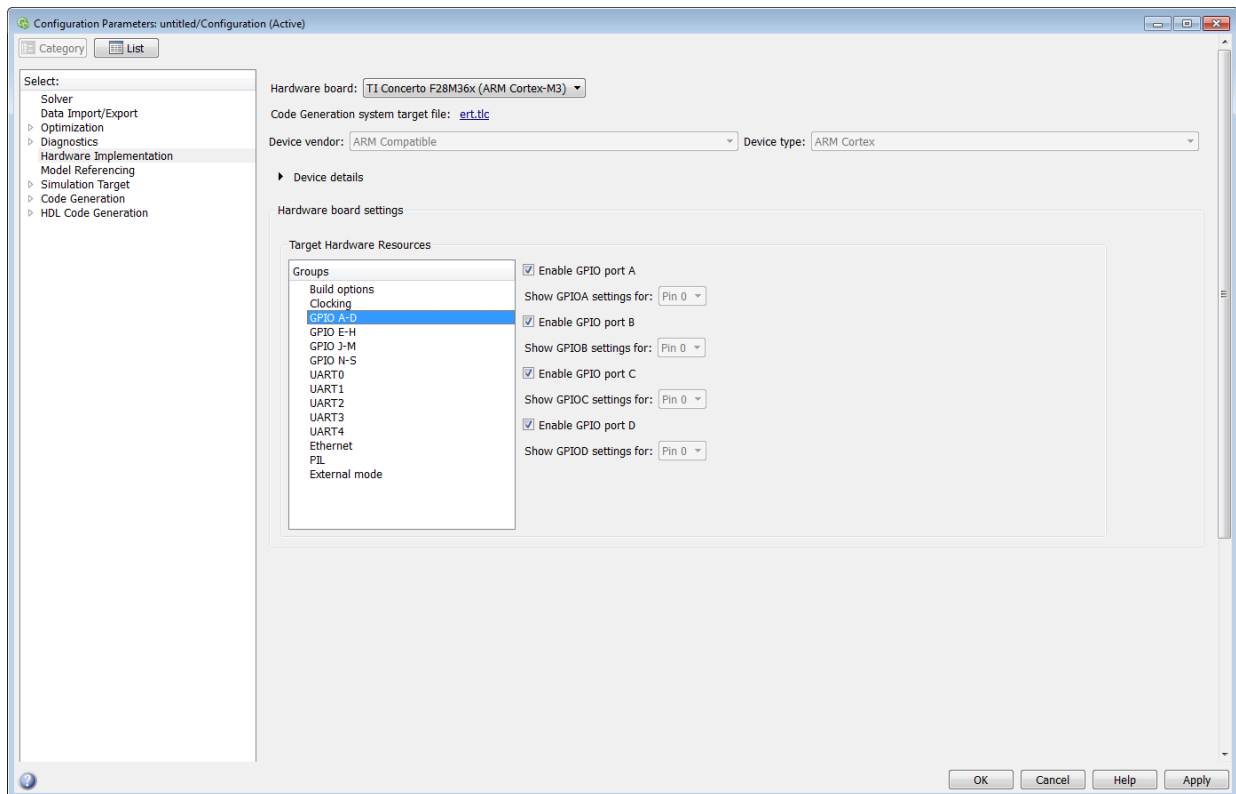 Configuration Parameters: untitled/Configuration (Active)
Category
List
Select:
Solver
Data Import/Export
Optimization
Diagnostics
Hardware Implementation
Model Referencing
Simulation Target
Code Generation
HDL Code Generation
Hardware board: TI Concerto F28M36x (ARM Cortex-M3)
Code Generation system target file: ert.tlc
Device vendor: ARM Compatible Device type: ARM Cortex
Device details
Hardware board settings
Target Hardware Resources
Groups
Build options
Clocking
GPIO A-D
GPIO E-H
GPIO J-M
GPIO N-S
UART0
UART1
UART2
UART3
UART4
Ethernet
PIL
External mode
Enable GPIO port A
Show GPIOA settings for: Pin 0
Enable GPIO port B
Show GPIOB settings for: Pin 0
Enable GPIO port C
Show GPIOC settings for: Pin 0
Enable GPIO port D
Show GPIOD settings for: Pin 0
OK Cancel Help Apply